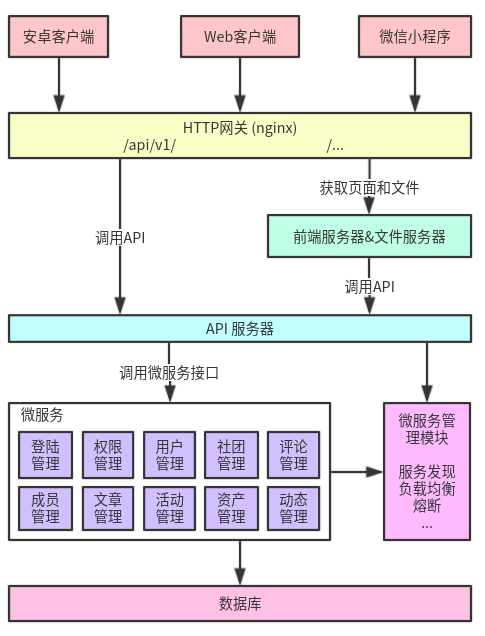 安卓客户端
Web客户端
微信小程序
HTTP网关 (nginx)
/api/v1/
/...
获取页面和文件
调用API
前端服务器&文件服务器
调用API
API 服务器
调用微服务接口
微服务
登陆
管理
权限
管理
用户
管理
社团
管理
评论
管理
成员
管理
文章
管理
活动
管理
资产
管理
动态
管理
微服务管
理模块
服务发现
负载均衡
熔断
...
数据库